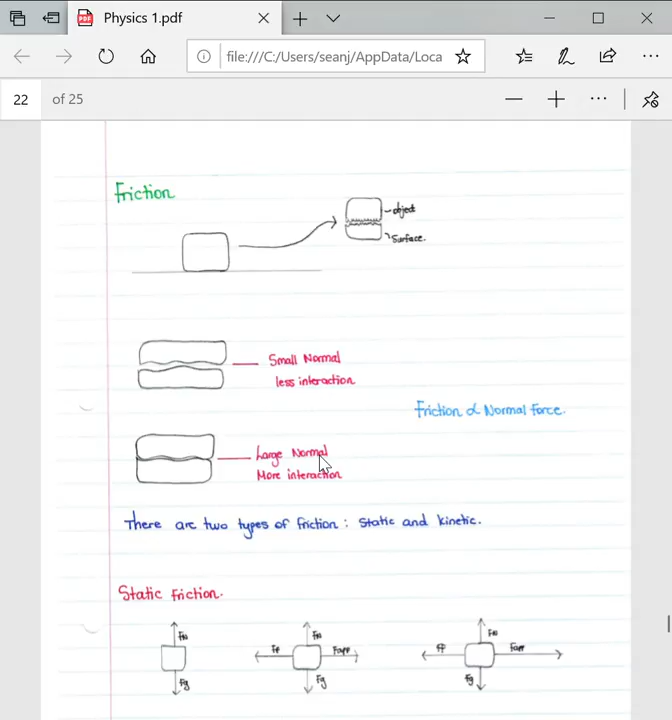 Physics 1.pdf
file:///C:/Users/seanj/AppData/Loca
22 of 25
Friction
object
Surface.
Small Normal
less interaction
Friction α Normal Force.
Large Normal
More interaction
There are two types of friction : Static and kinetic.
Static Friction.
FN
FN
FN
Ff
Fapp
Ff
Fapp
Fg
Fg
Fg